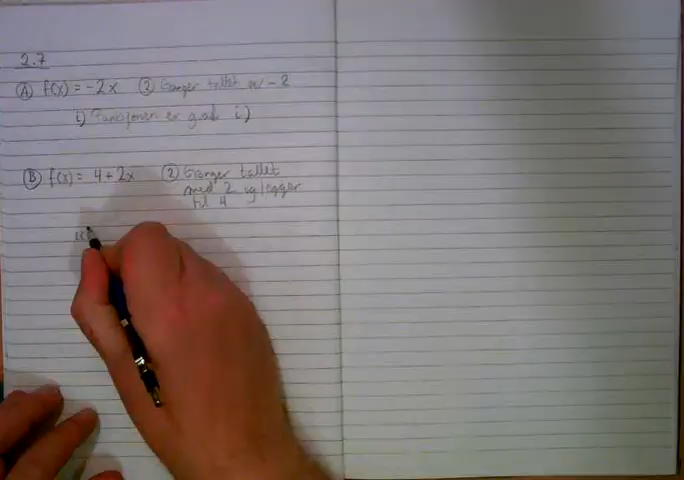 2.7
Ⓐ f(x) = -2x ② Ganger tallet m -2
i) Funksjonen er grad i)
Ⓑ f(x) = 4 + 2x ② Ganger tallet
med 2 og legger
til 4